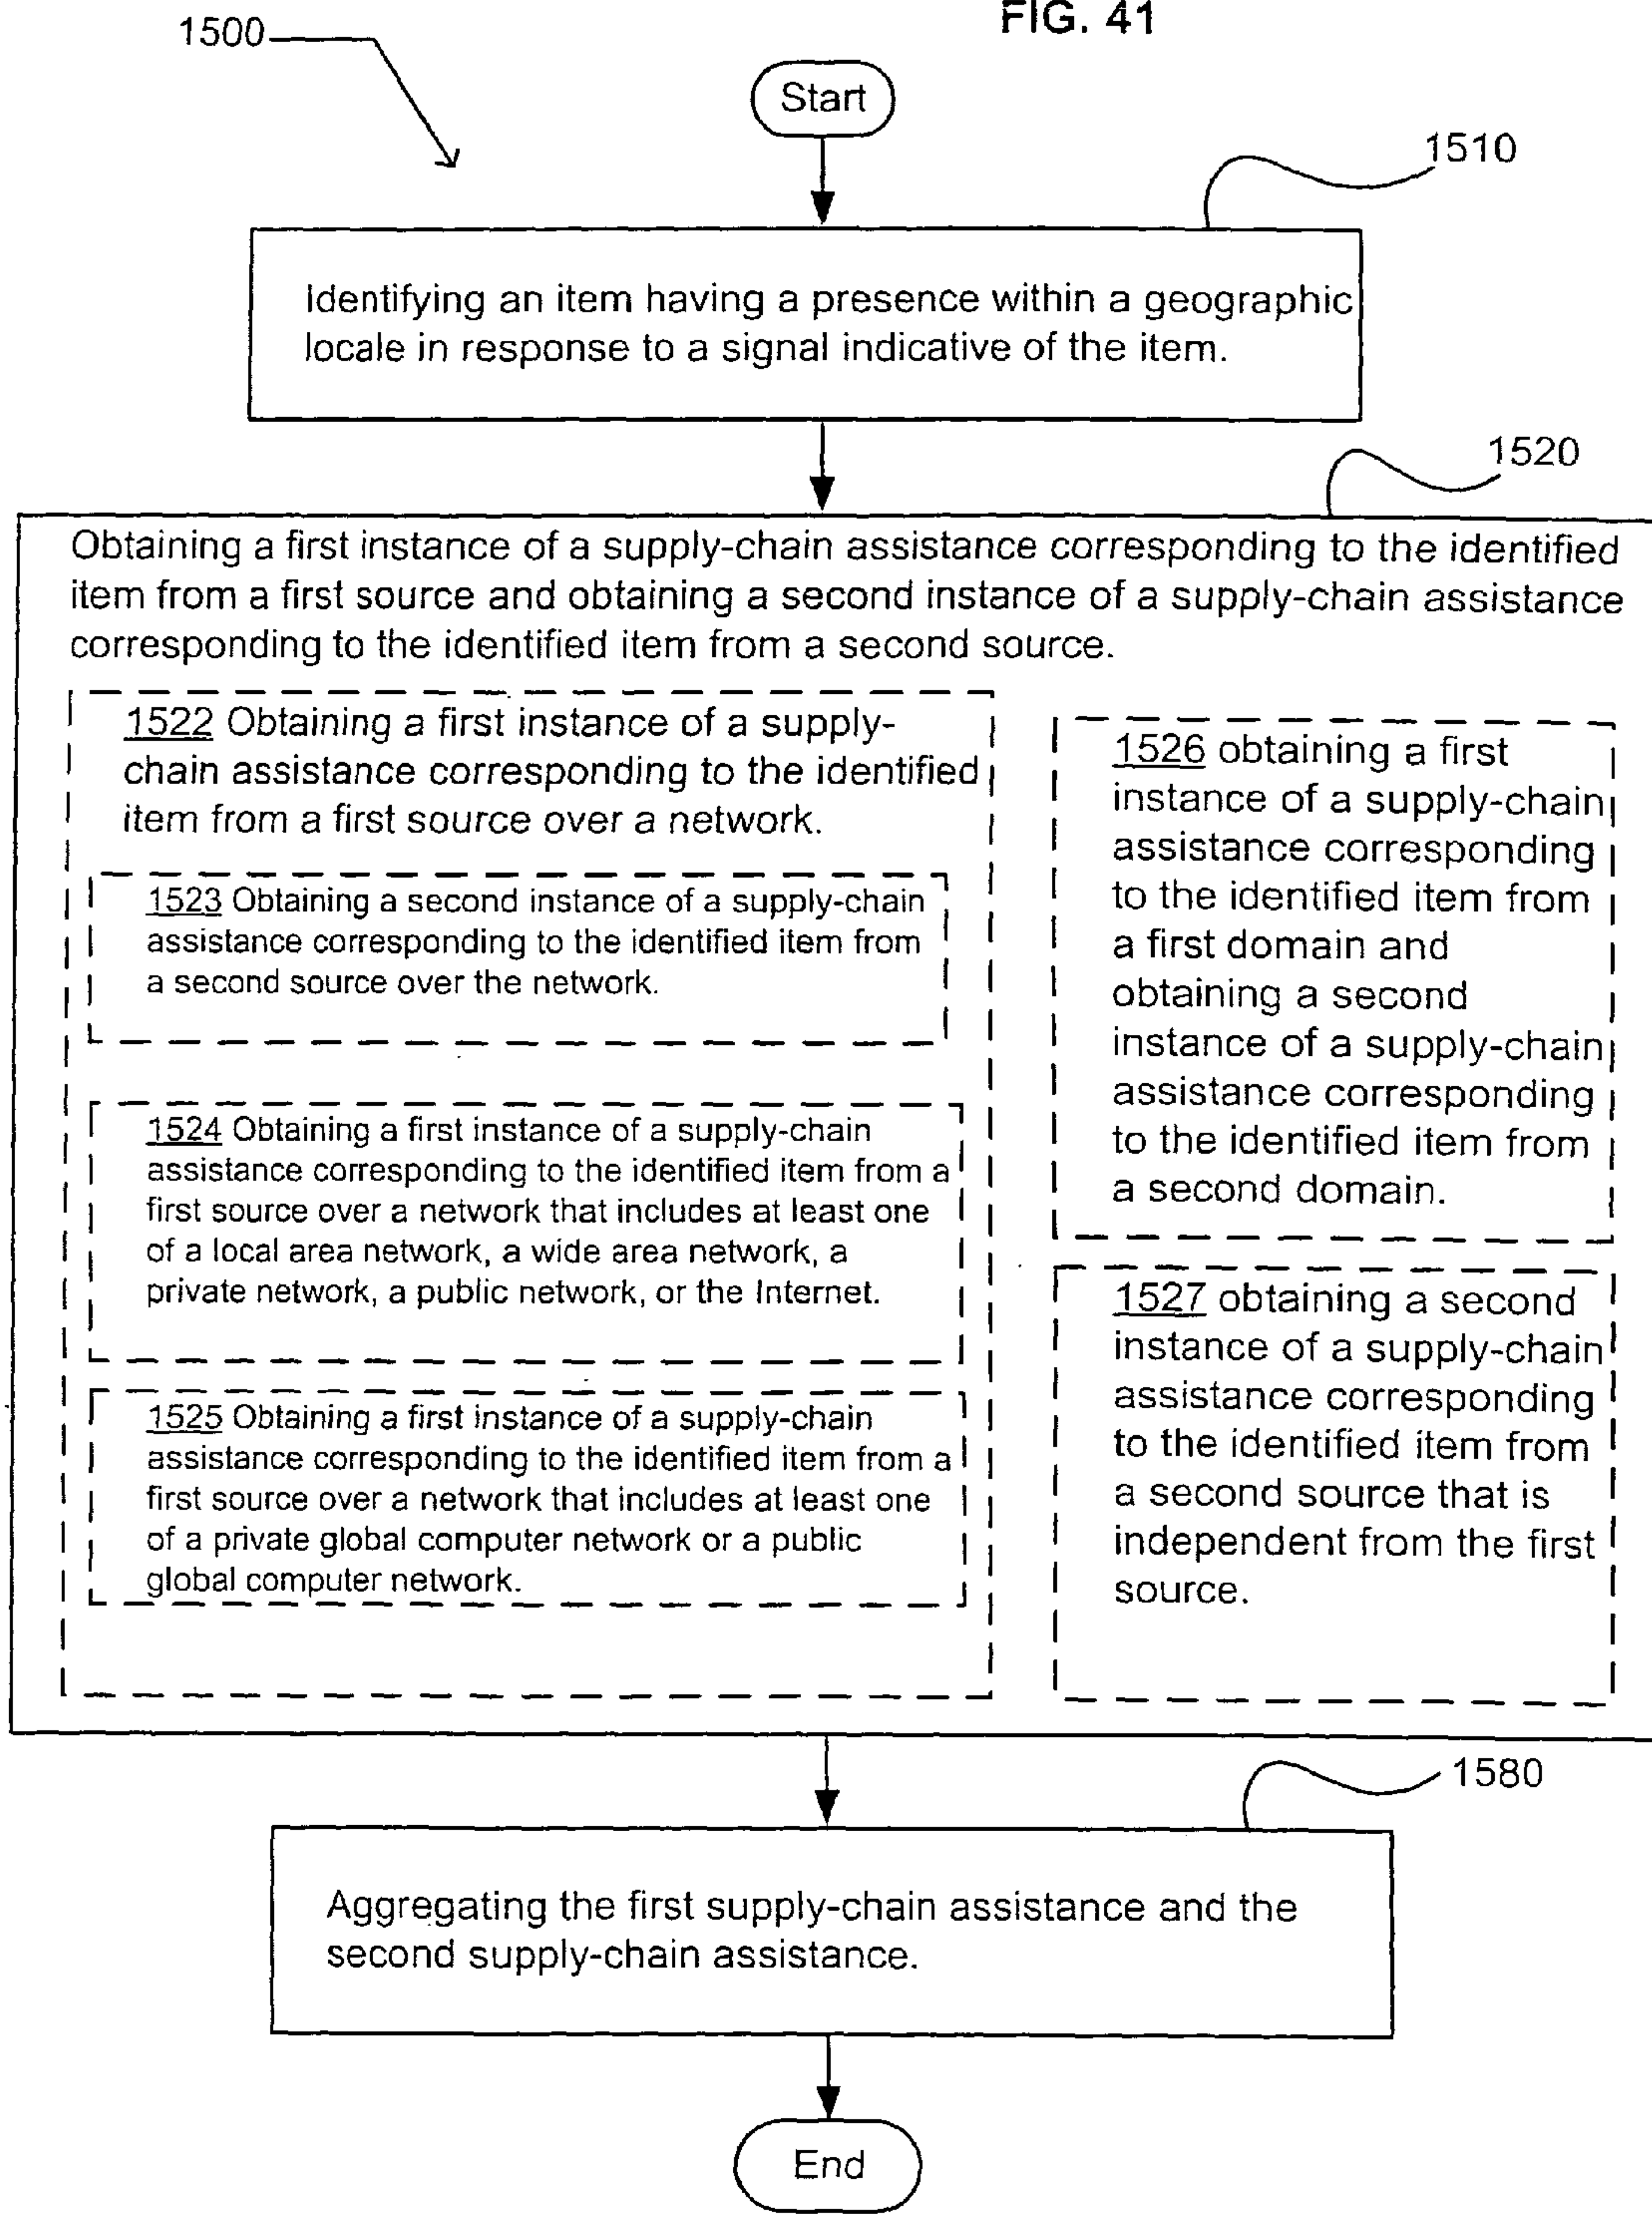 FIG. 41
1500
Start
1510
Identifying an item having a presence within a geographic
locale in response to a signal indicative of the item.
1520
Obtaining a first instance of a supply-chain assistance corresponding to the identified
item from a first source and obtaining a second instance of a supply-chain assistance
corresponding to the identified item from a second source.
1522 Obtaining a first instance of a supply-
chain assistance corresponding to the identified
item from a first source over a network.
1523 Obtaining a second instance of a supply-chain
assistance corresponding to the identified item from
a second source over the network.
1524 Obtaining a first instance of a supply-chain
assistance corresponding to the identified item from a
first source over a network that includes at least one
of a local area network, a wide area network, a
private network, a public network, or the Internet.
1525 Obtaining a first instance of a supply-chain
assistance corresponding to the identified item from a
first source over a network that includes at least one
of a private global computer network or a public
global computer network.
1526 obtaining a first
instance of a supply-chain
assistance corresponding
to the identified item from
a first domain and
obtaining a second
instance of a supply-chain
assistance corresponding
to the identified item from
a second domain.
1527 obtaining a second
instance of a supply-chain
assistance corresponding
to the identified item from
a second source that is
independent from the first
source.
1580
Aggregating the first supply-chain assistance and the
second supply-chain assistance.
End